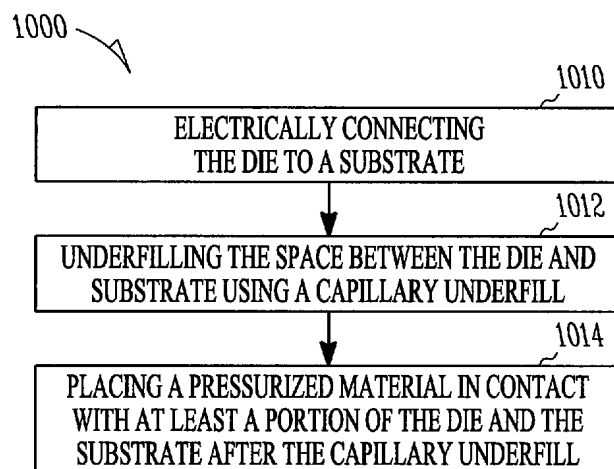 1000
1010
ELECTRICALLY CONNECTING
THE DIE TO A SUBSTRATE
1012
UNDERFILLING THE SPACE BETWEEN THE DIE AND
SUBSTRATE USING A CAPILLARY UNDERFILL
1014
PLACING A PRESSURIZED MATERIAL IN CONTACT
WITH AT LEAST A PORTION OF THE DIE AND THE
SUBSTRATE AFTER THE CAPILLARY UNDERFILL